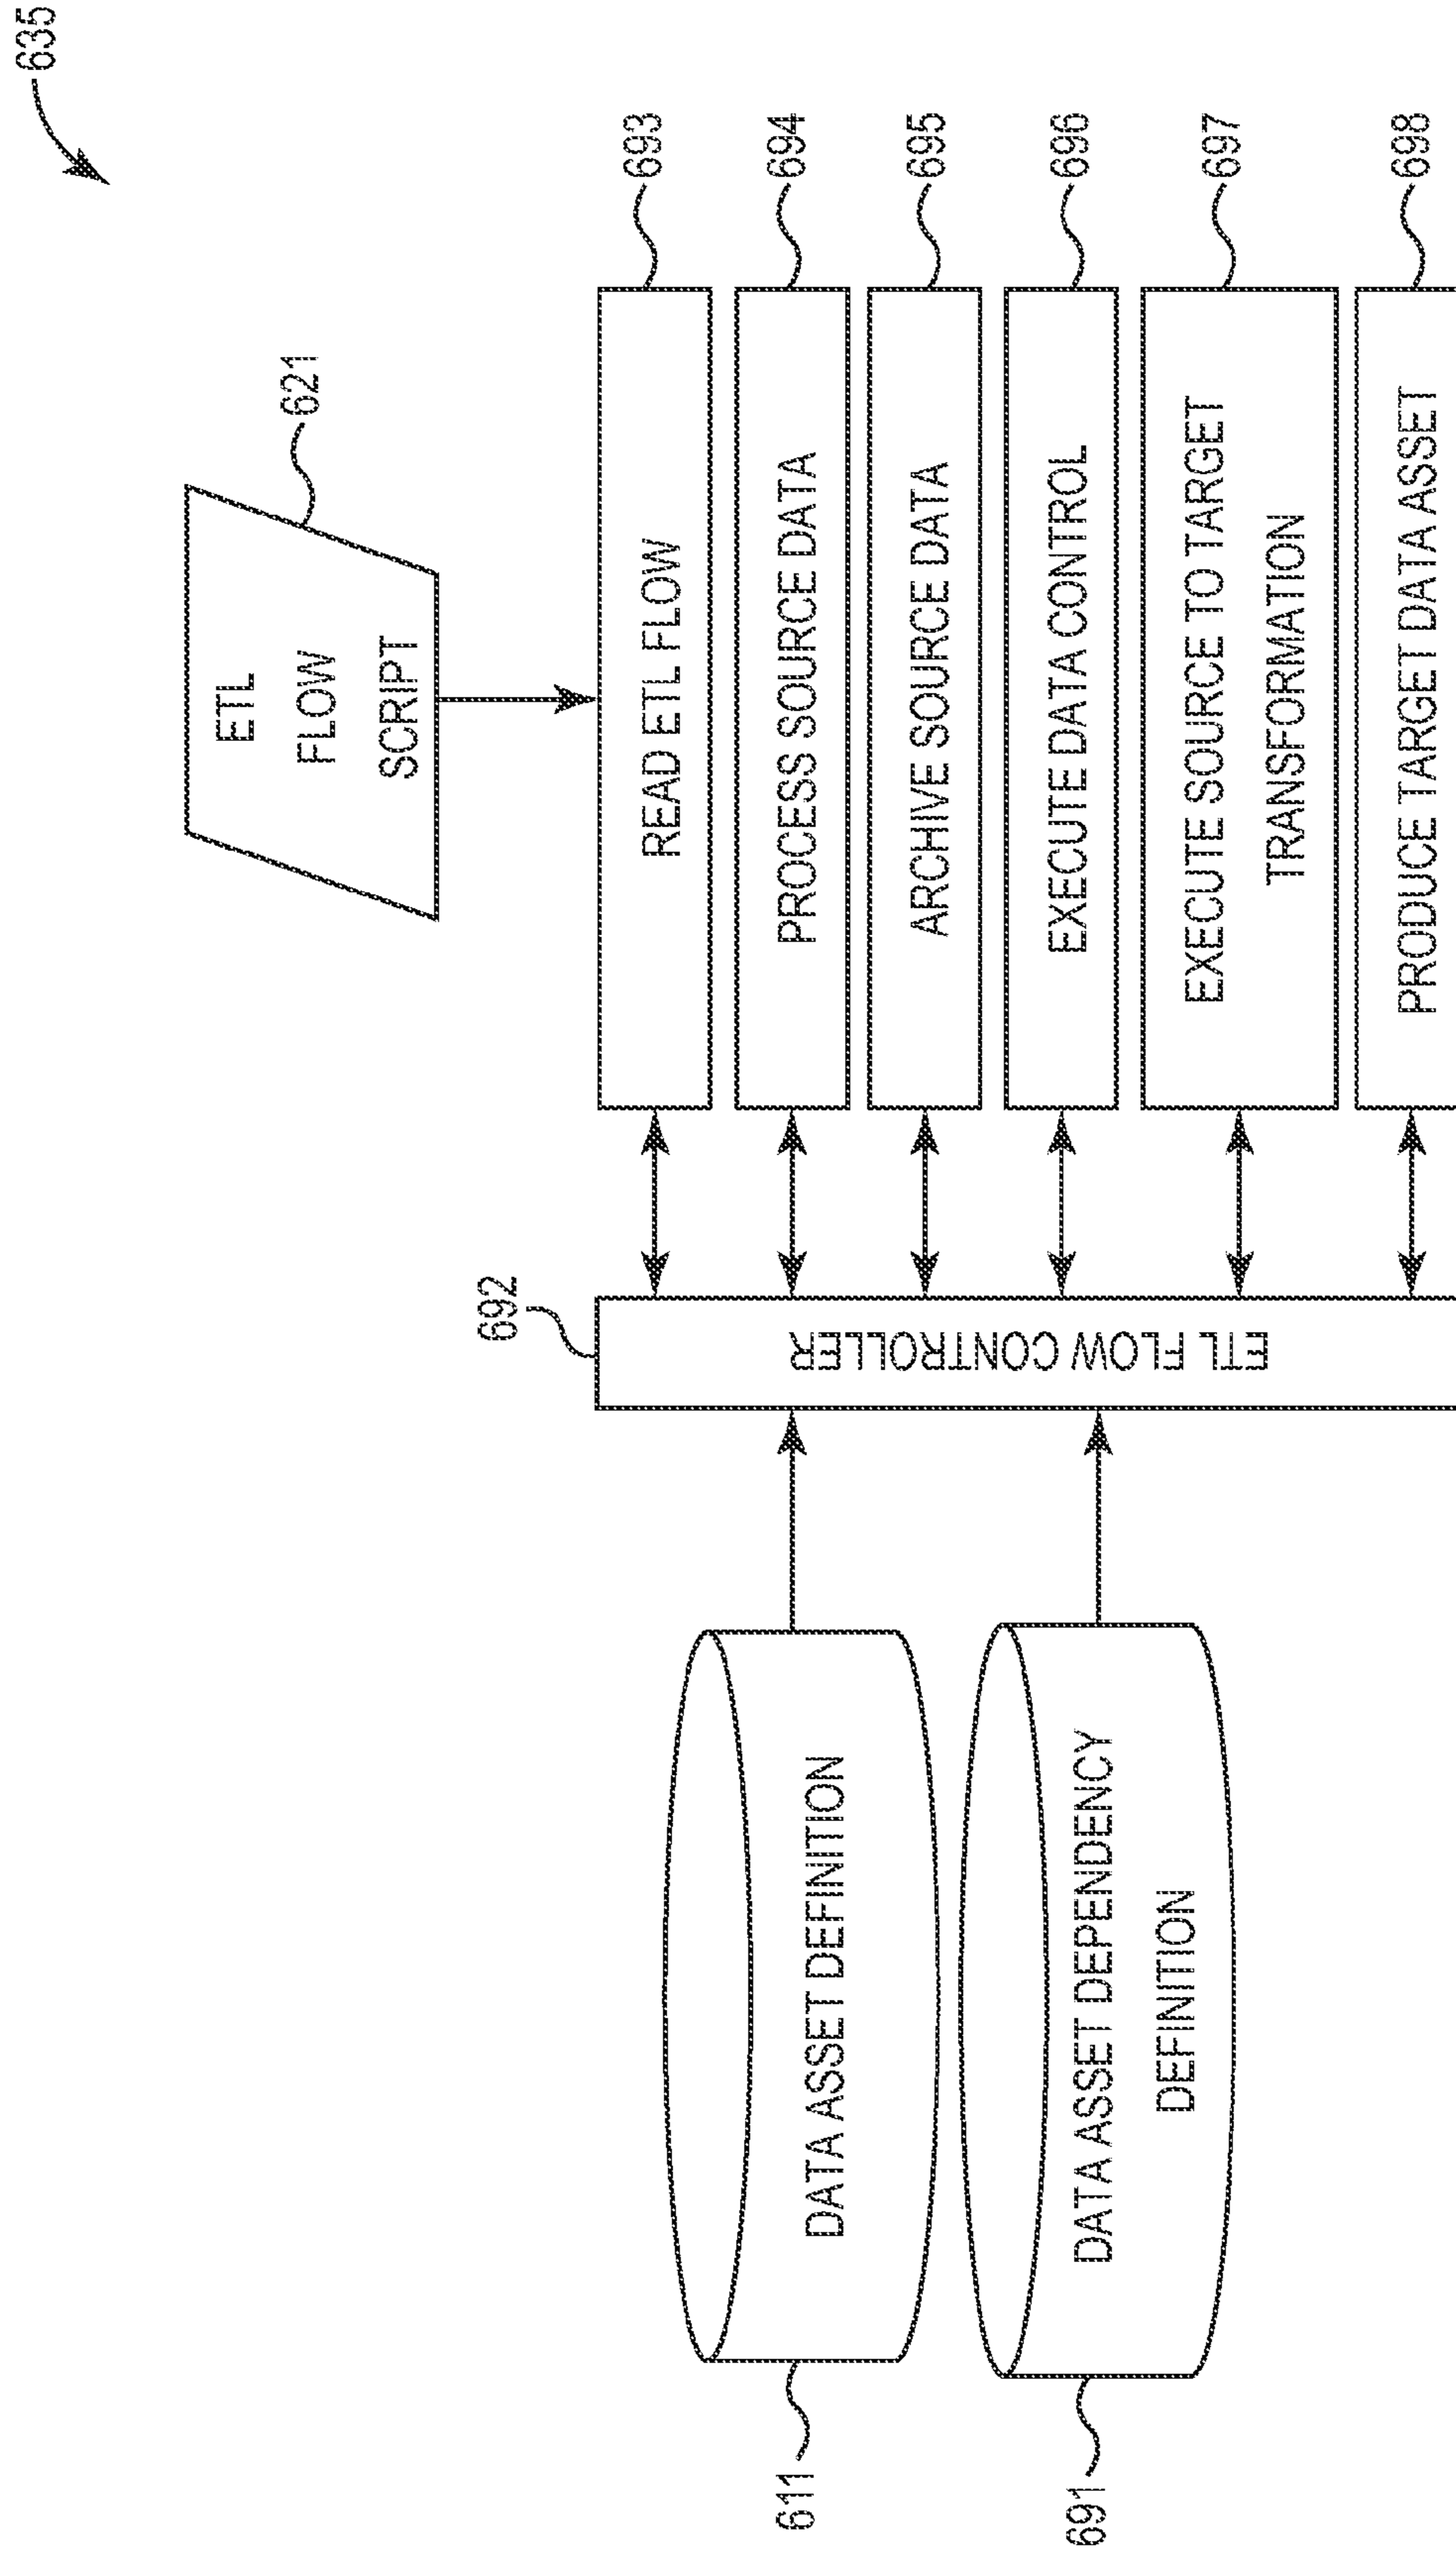 635
ETL
FLOW
SCRIPT
621
692
READ ETL FLOW
693
PROCESS SOURCE DATA
694
ARCHIVE SOURCE DATA
695
EXECUTE DATA CONTROL
696
EXECUTE SOURCE TO TARGET
TRANSFORMATION
697
PRODUCE TARGET DATA ASSET
698
ETL FLOW CONTROLLER
DATA ASSET DEFINITION
611
DATA ASSET DEPENDENCY
DEFINITION
691